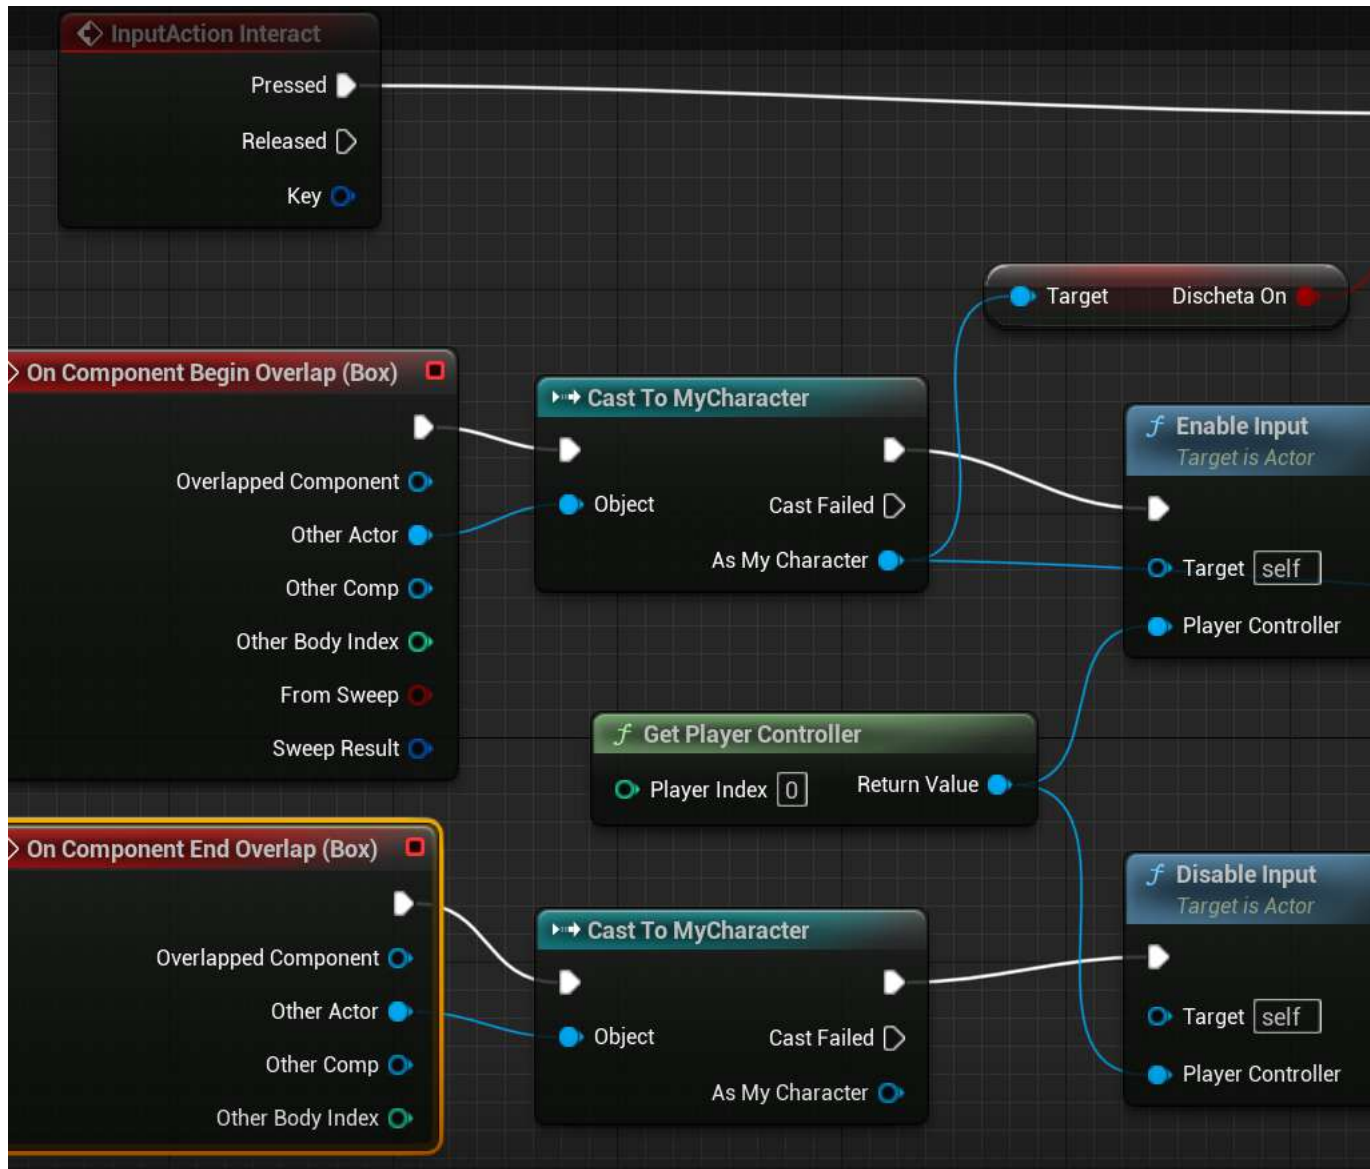 InputAction Interact
Pressed
Released
Key
Target Discheta On
On Component Begin Overlap (Box)
Overlapped Component
Other Actor
Other Comp
Other Body Index
From Sweep
Sweep Result
Cast To MyCharacter
Object Cast Failed
As My Character
Enable Input
Target is Actor
Target self
Player Controller
Get Player Controller
Player Index 0 Return Value
On Component End Overlap (Box)
Overlapped Component
Other Actor
Other Comp
Other Body Index
Cast To MyCharacter
Object Cast Failed
As My Character
Disable Input
Target is Actor
Target self
Player Controller